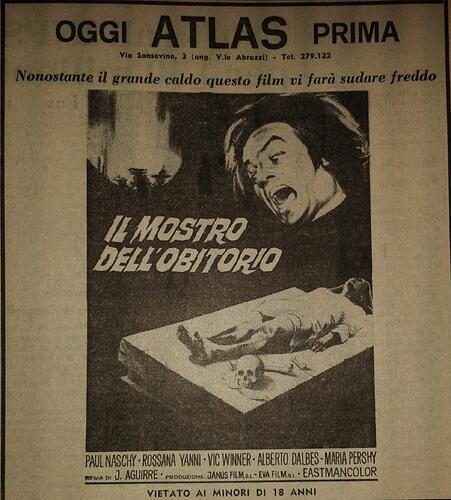 OGGI ATLAS PRIMA
Via Sansovino, 3 (ang. V.le Abruzzi) - Tel. 279.122
Nonostante il grande caldo questo film vi farà sudare freddo
IL MOSTRO
DELL'OBITORIO
PAUL NASCHY · ROSSANA YANNI · VIC WINNER · ALBERTO DALBES · MARIA PERSHY
REGIA DI J. AGUIRRE · PRODUZIONE JANUS FILM, S.L. - EVA FILM, S.L. · EASTMANCOLOR
VIETATO AI MINORI DI 18 ANNI